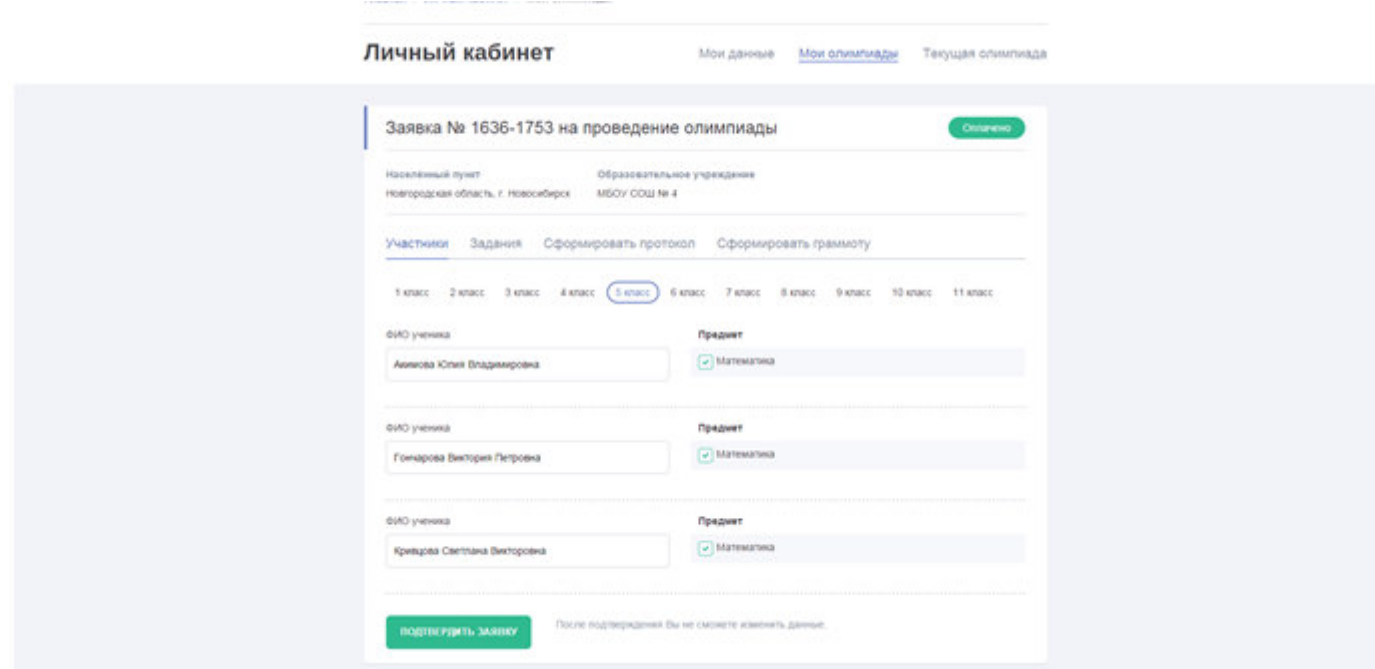 Личный кабинет Мои данные Мои олимпиады Текущая олимпиада
Заявка № 1636-1753 на проведение олимпиады Оплачено
Населенный пункт Образовательное учреждение
Новгородская область, г. Новосибирск МБОУ СОШ № 4
Участники Задания Сформировать протокол Сформировать граммоту
1 класс 2 класс 3 класс 4 класс 5 класс 6 класс 7 класс 8 класс 9 класс 10 класс 11 класс
ФИО ученика Предмет
Акимова Юлия Владимировна Математика
ФИО ученика Предмет
Гончарова Виктория Петровна Математика
ФИО ученика Предмет
Кривцова Светлана Викторовна Математика
ПОДТВЕРДИТЬ ЗАЯВКУ После подтверждения Вы не сможете изменить данные.